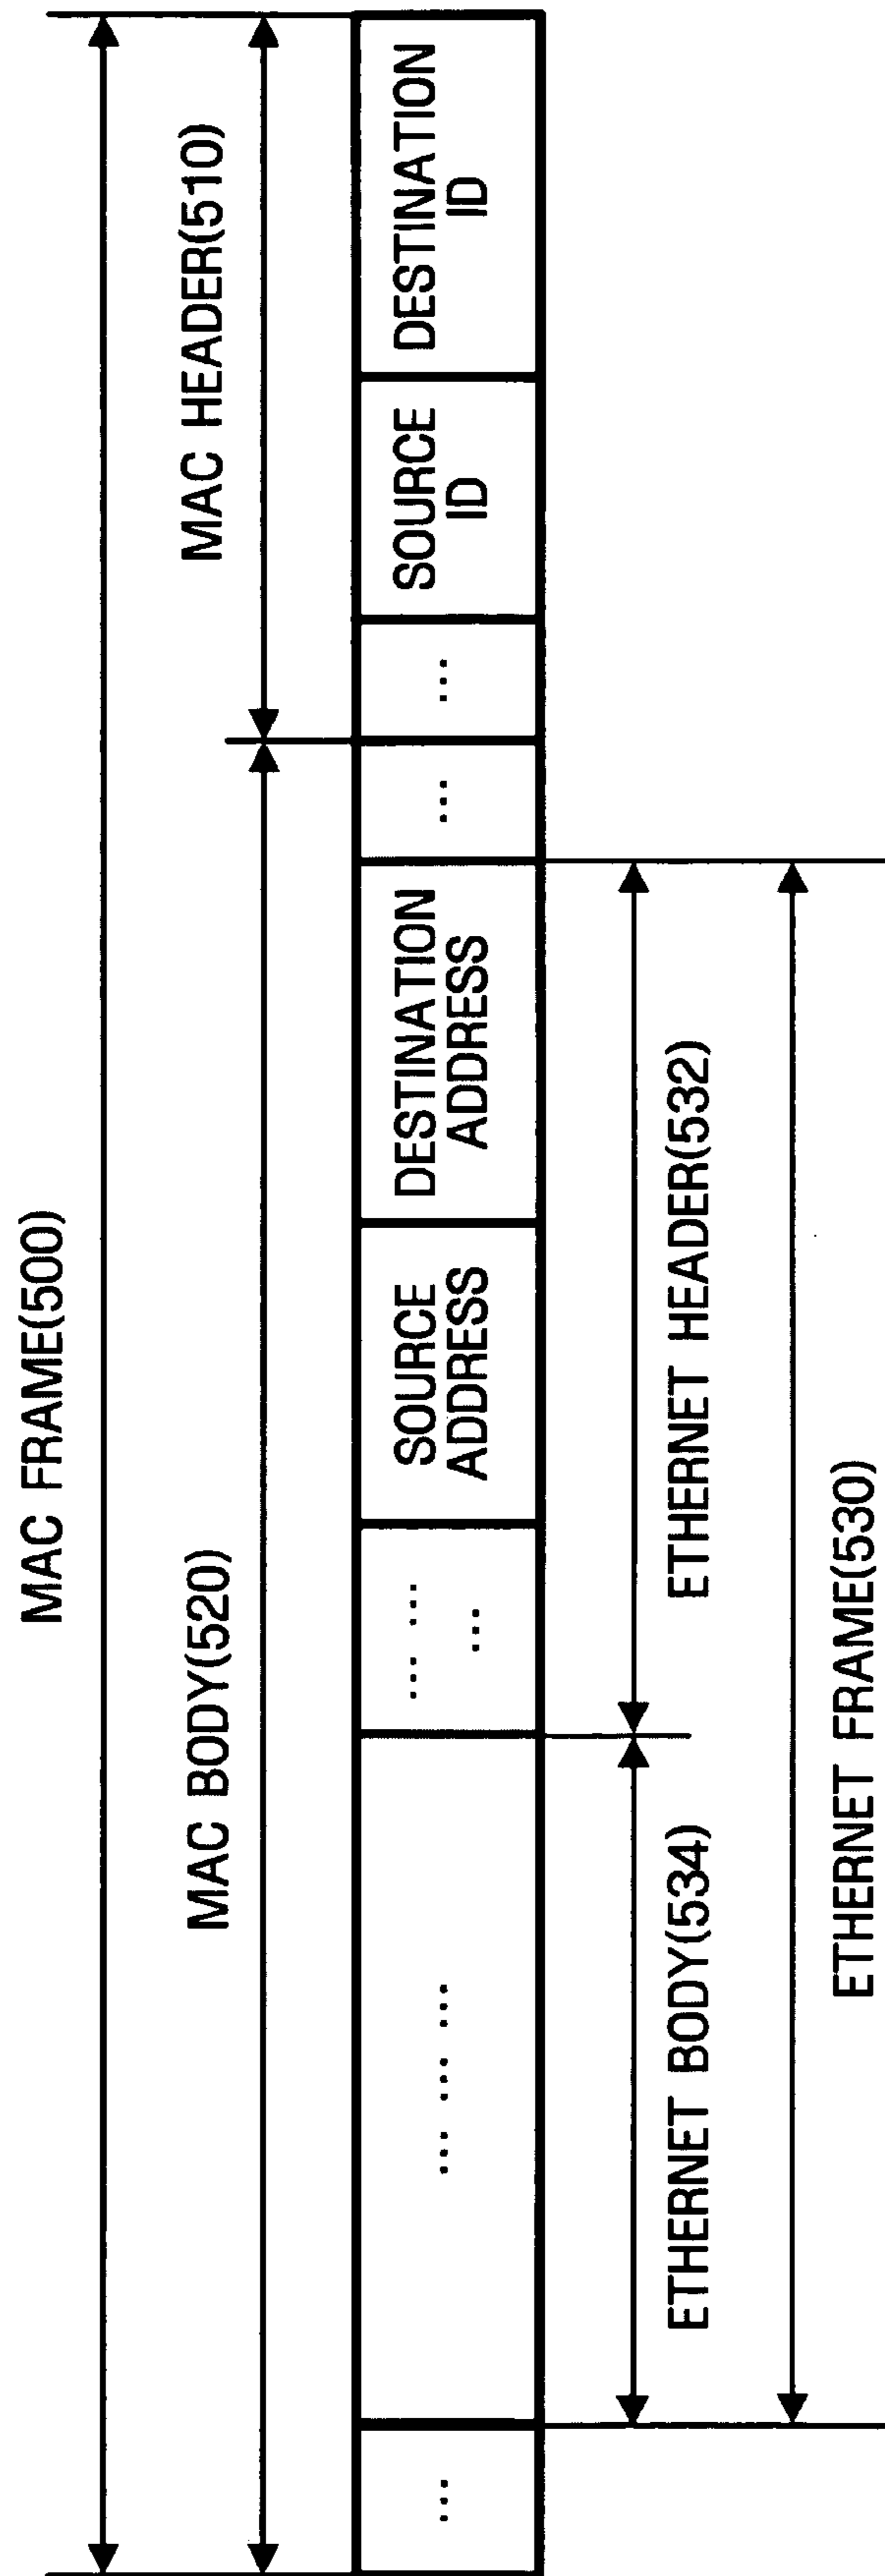 MAC FRAME(500)
MAC BODY(520)
MAC HEADER(510)
...
... ... ...
... ...
...
SOURCE
ADDRESS
DESTINATION
ADDRESS
...
...
SOURCE
ID
DESTINATION
ID
ETHERNET BODY(534)
ETHERNET HEADER(532)
ETHERNET FRAME(530)